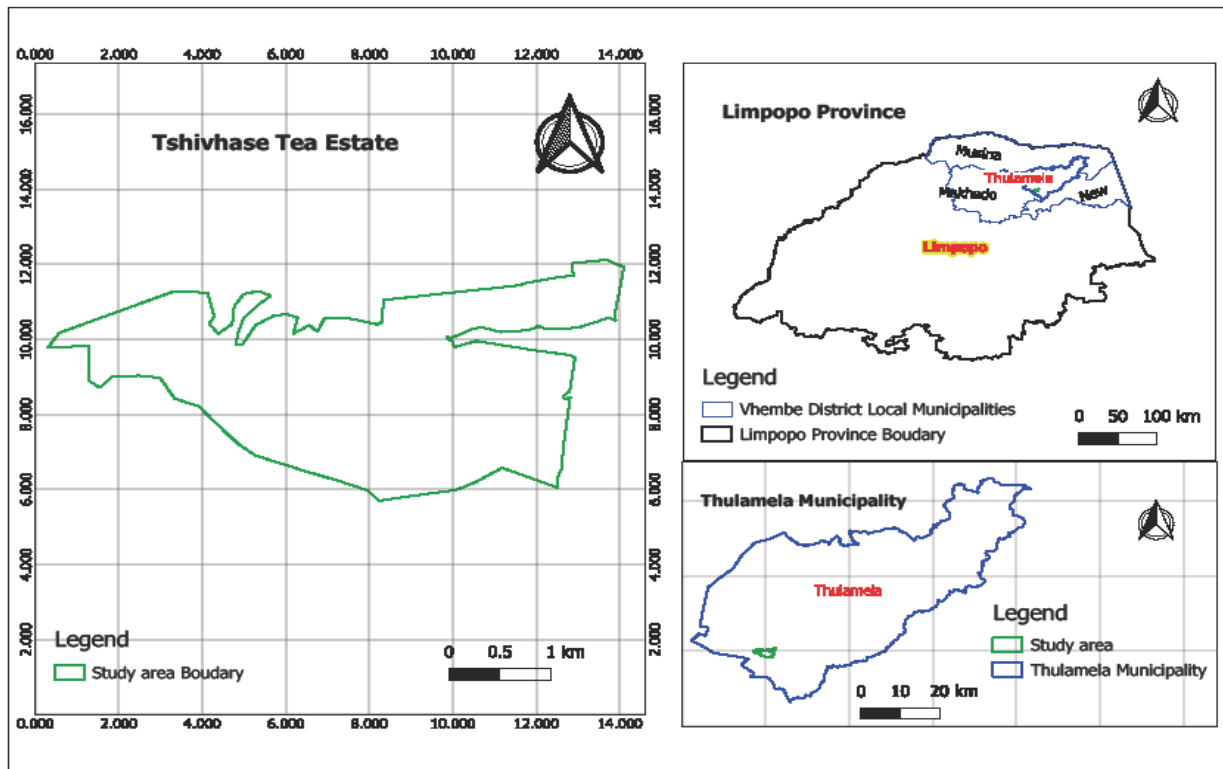 0.000 2.000 4.000 6.000 8.000 10.000 12.000 14.000
16.000 16.000
Tshivhase Tea Estate
14.000 14.000
12.000 12.000
10.000 10.000
8.000 8.000
6.000 6.000
4.000 4.000
2.000 2.000
Legend
Study area Boudary
0 0.5 1 km
0.000 2.000 4.000 6.000 8.000 10.000 12.000 14.000
Limpopo Province
Musina
Thulamela
Makhado
New
Limpopo
Legend
Vhembe District Local Municipalities
Limpopo Province Boudary
0 50 100 km
Thulamela Municipality
Thulamela
Legend
Study area
Thulamela Municipality
0 10 20 km